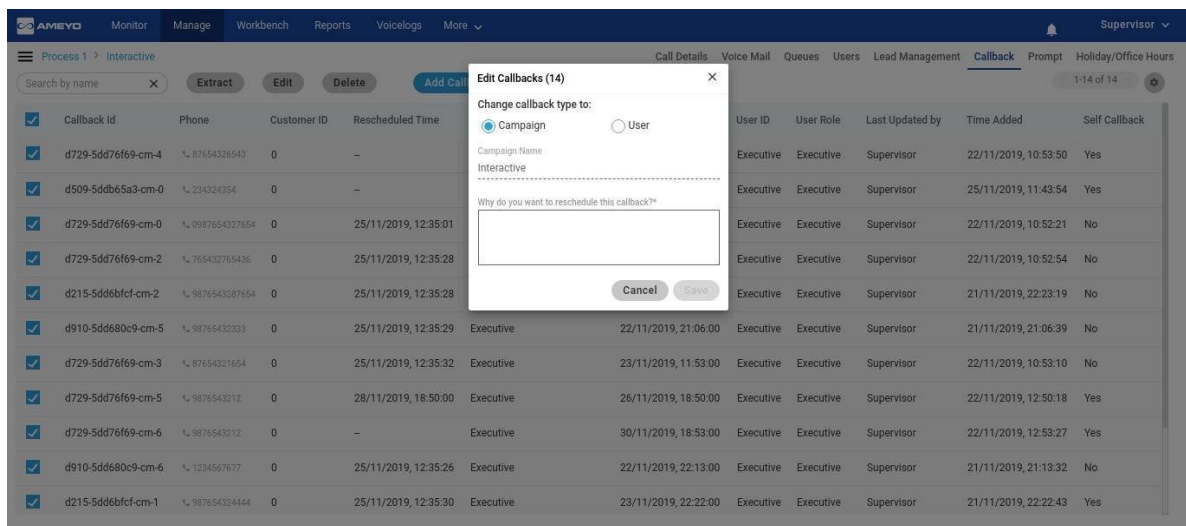 AMEYO Monitor Manage Workbench Reports Voicelogs More Supervisor
Process 1 > Interactive Call Details Voice Mail Queues Users Lead Management Callback Prompt Holiday/Office Hours
Search by name X Extract Edit Delete Add Call 1-14 of 14
Edit Callbacks (14) ×
Change callback type to:
Campaign User
Campaign Name
Interactive
Why do you want to reschedule this callback?*
Cancel Save
Callback Id Phone Customer ID Rescheduled Time User ID User Role Last Updated by Time Added Self Callback
d729-5dd76f69-cm-4 87654326543 0 – Executive Executive Supervisor 22/11/2019, 10:53:50 Yes
d509-5ddb65a3-cm-0 234324354 0 – Executive Executive Supervisor 25/11/2019, 11:43:54 Yes
d729-5dd76f69-cm-0 0987654327654 0 25/11/2019, 12:35:01 Executive Executive Supervisor 22/11/2019, 10:52:21 No
d729-5dd76f69-cm-2 765432765436 0 25/11/2019, 12:35:28 Executive Executive Supervisor 22/11/2019, 10:52:54 No
d215-5dd6bfcf-cm-2 9876543287654 0 25/11/2019, 12:35:28 Executive Executive Supervisor 21/11/2019, 22:23:19 No
d910-5dd680c9-cm-5 98765432333 0 25/11/2019, 12:35:29 Executive 22/11/2019, 21:06:00 Executive Executive Supervisor 21/11/2019, 21:06:39 No
d729-5dd76f69-cm-3 87654321654 0 25/11/2019, 12:35:32 Executive 23/11/2019, 11:53:00 Executive Executive Supervisor 22/11/2019, 10:53:10 No
d729-5dd76f69-cm-5 9876543212 0 28/11/2019, 18:50:00 Executive 26/11/2019, 18:50:00 Executive Executive Supervisor 22/11/2019, 12:50:18 Yes
d729-5dd76f69-cm-6 9876543212 0 – Executive 30/11/2019, 18:53:00 Executive Executive Supervisor 22/11/2019, 12:53:27 Yes
d910-5dd680c9-cm-6 1234567677 0 25/11/2019, 12:35:26 Executive 22/11/2019, 22:13:00 Executive Executive Supervisor 21/11/2019, 21:13:32 No
d215-5dd6bfcf-cm-1 987654324444 0 25/11/2019, 12:35:30 Executive 23/11/2019, 22:22:00 Executive Executive Supervisor 21/11/2019, 22:22:43 Yes